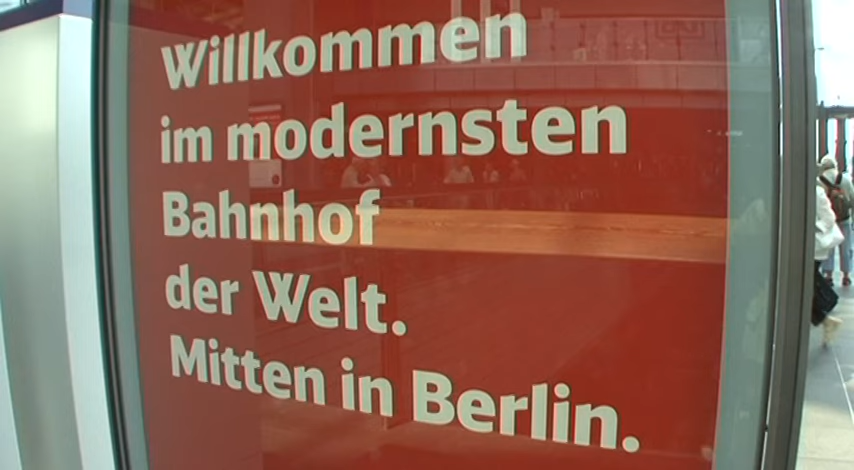 Willkommen
im modernsten
Bahnhof
der Welt.
Mitten in Berlin.